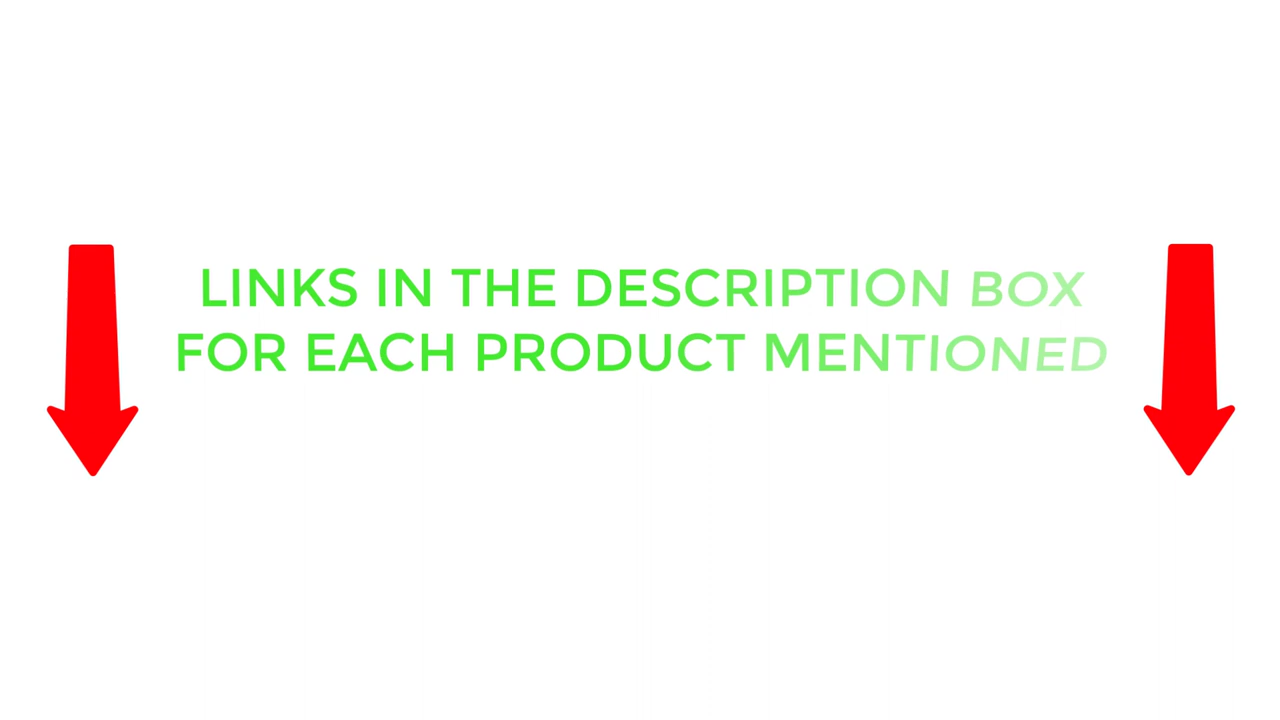 LINKS IN THE DESCRIPTION BOX
FOR EACH PRODUCT MENTIONED